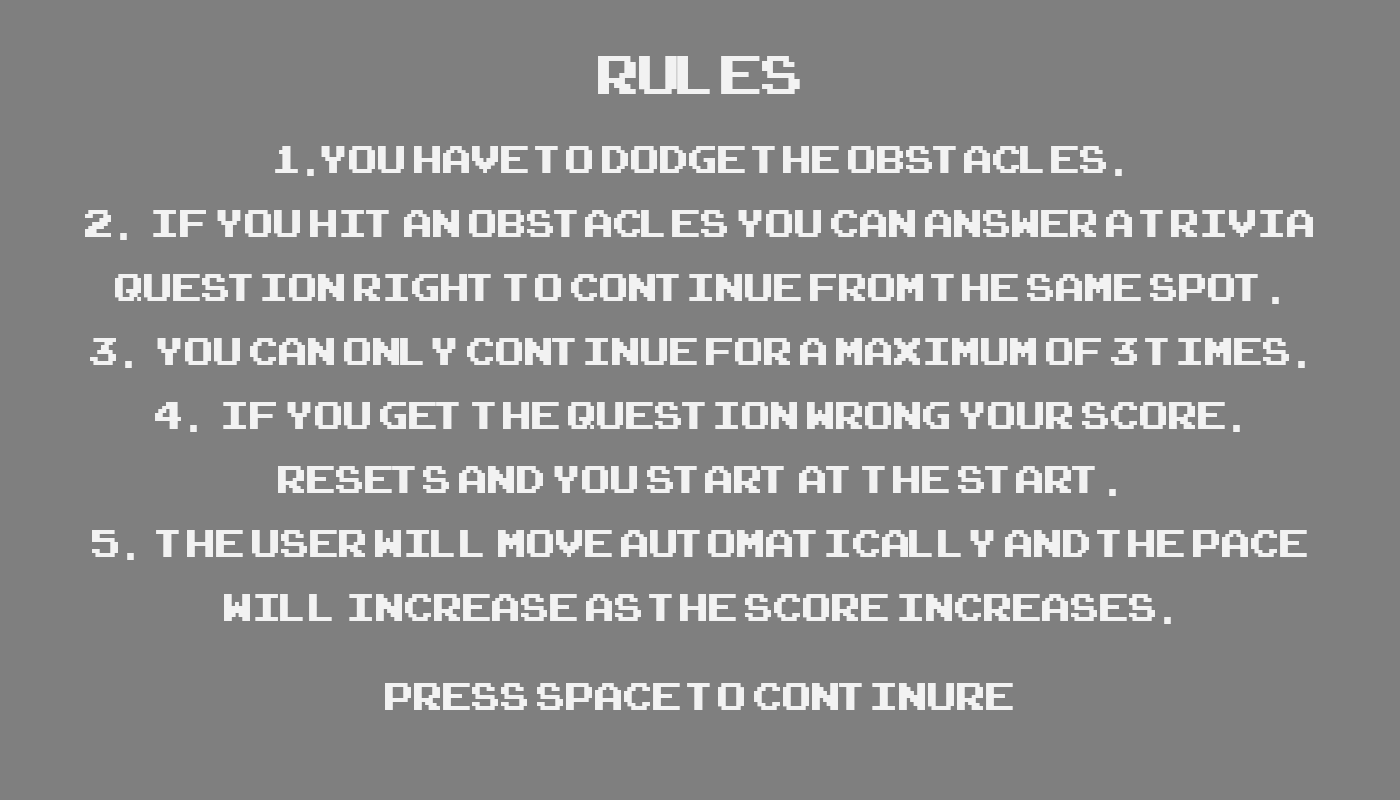 RULES
1.YOU HAVE TO DODGE THE OBSTACLES.
2. IF YOU HIT AN OBSTACLES YOU CAN ANSWER A TRIVIA
QUESTION RIGHT TO CONTINUE FROM THE SAME SPOT.
3. YOU CAN ONLY CONTINUE FOR A MAXIMUM OF 3 TIMES.
4. IF YOU GET THE QUESTION WRONG YOUR SCORE.
RESETS AND YOU START AT THE START.
5. THE USER WILL MOVE AUTOMATICALLY AND THE PACE
WILL INCREASE AS THE SCORE INCREASES.
PRESS SPACE TO CONTINURE